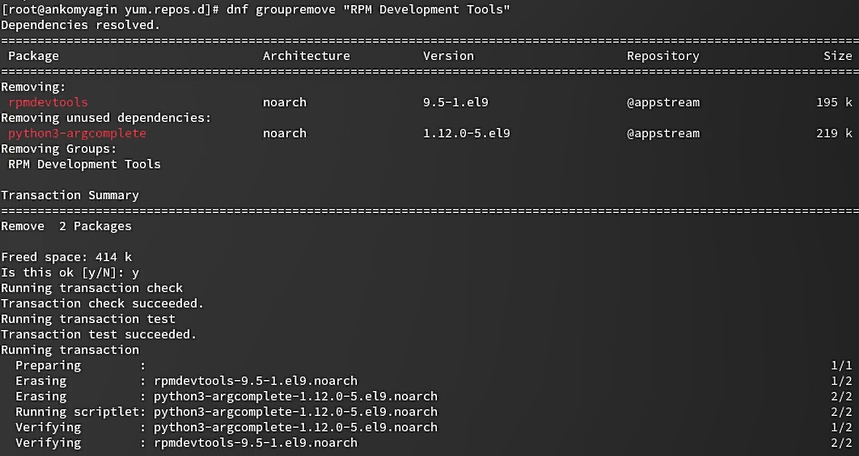 [root@ankomyagin yum.repos.d]# dnf groupremove "RPM Development Tools"
Dependencies resolved.
================================================================================
Package Architecture Version Repository Size
================================================================================
Removing:
rpmdevtools noarch 9.5-1.el9 @appstream 195 k
Removing unused dependencies:
python3-argcomplete noarch 1.12.0-5.el9 @appstream 219 k
Removing Groups:
RPM Development Tools
Transaction Summary
================================================================================
Remove 2 Packages
Freed space: 414 k
Is this ok [y/N]: y
Running transaction check
Transaction check succeeded.
Running transaction test
Transaction test succeeded.
Running transaction
Preparing : 1/1
Erasing : rpmdevtools-9.5-1.el9.noarch 1/2
Erasing : python3-argcomplete-1.12.0-5.el9.noarch 2/2
Running scriptlet: python3-argcomplete-1.12.0-5.el9.noarch 2/2
Verifying : python3-argcomplete-1.12.0-5.el9.noarch 1/2
Verifying : rpmdevtools-9.5-1.el9.noarch 2/2